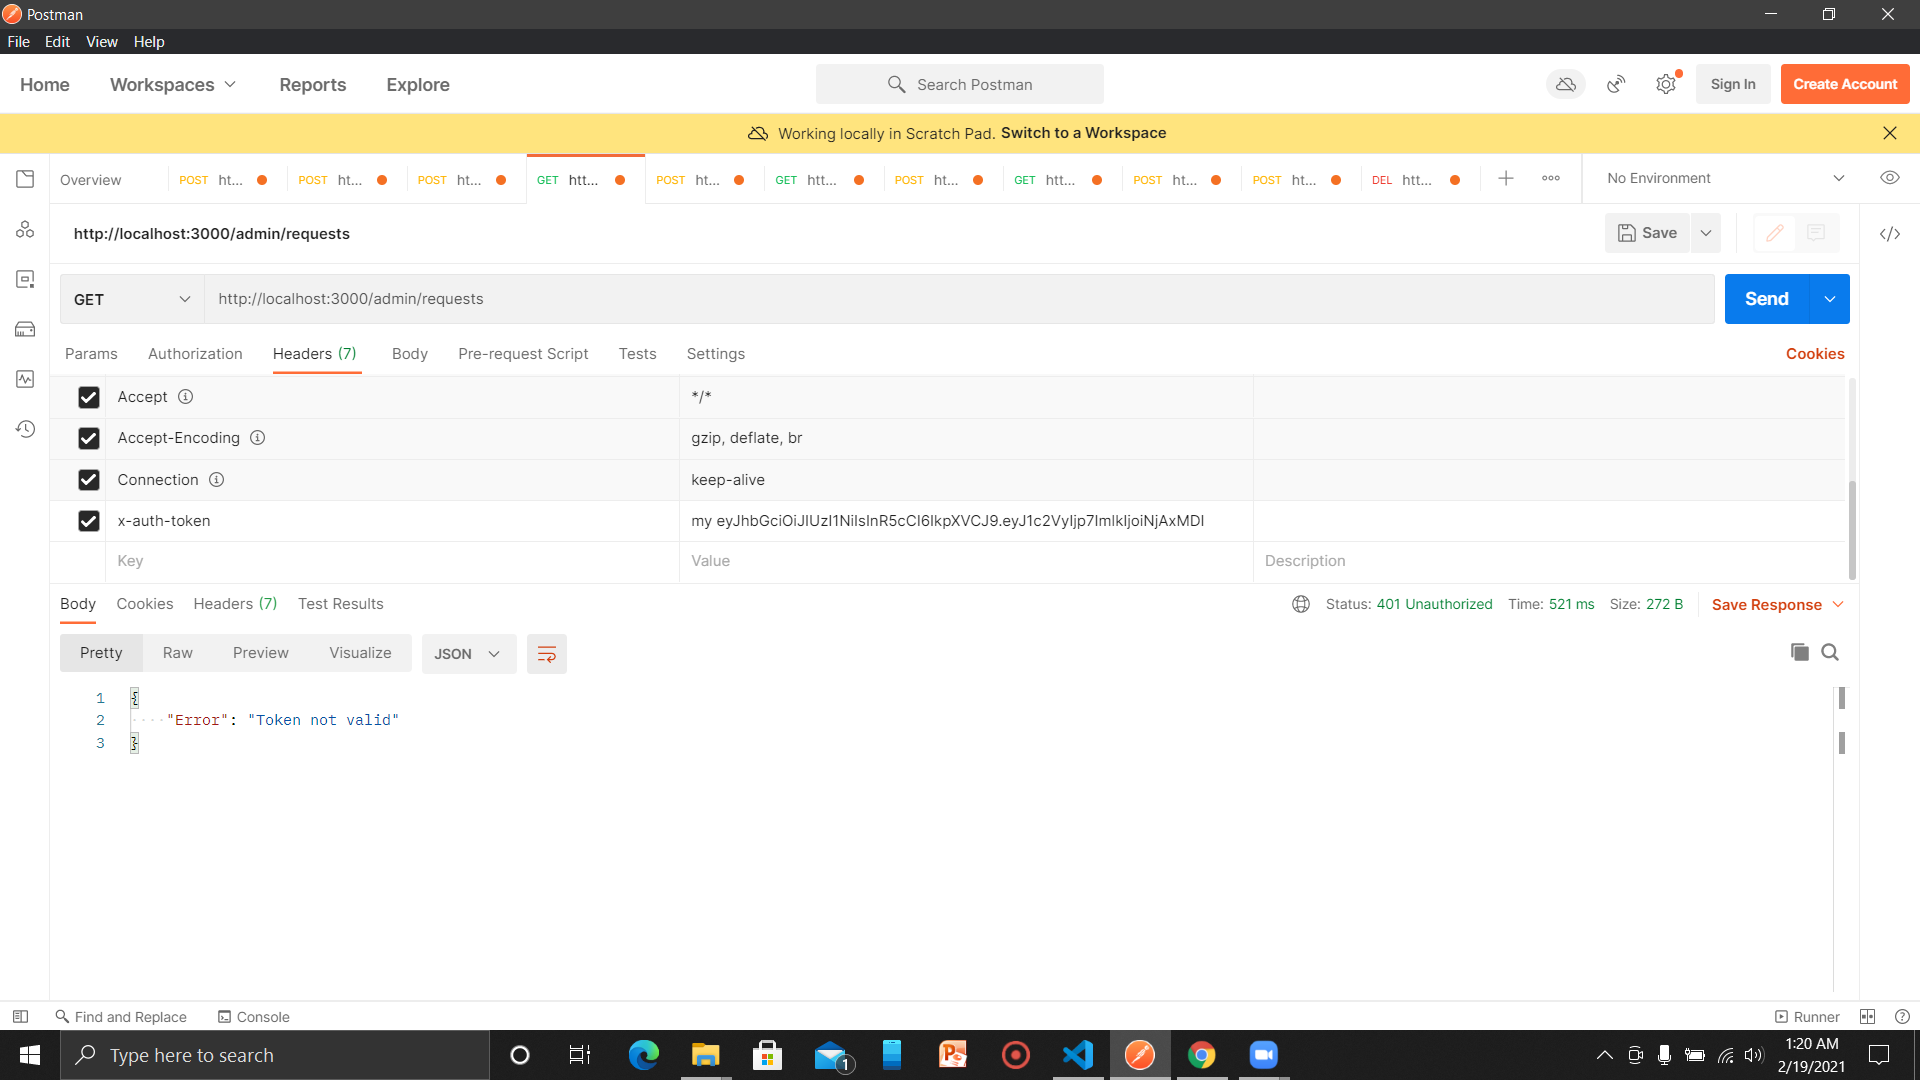 Postman
File Edit View Help
Home Workspaces Reports Explore Search Postman Sign In Create Account
Working locally in Scratch Pad. Switch to a Workspace
Overview POST ht... POST ht... POST ht... GET htt... POST ht... GET htt... POST ht... GET htt... POST ht... POST ht... DEL htt... No Environment
http://localhost:3000/admin/requests Save
GET http://localhost:3000/admin/requests Send
Params Authorization Headers (7) Body Pre-request Script Tests Settings Cookies
Accept */*
Accept-Encoding gzip, deflate, br
Connection keep-alive
x-auth-token my eyJhbGciOiJIUzI1NiIsInR5cCI6IkpXVCJ9.eyJ1c2VyIjp7ImlkIjoiNjAxMDI
Key Value Description
Body Cookies Headers (7) Test Results Status: 401 Unauthorized Time: 521 ms Size: 272 B Save Response
Pretty Raw Preview Visualize JSON
1 {
2 "Error": "Token not valid"
3 }
Find and Replace Console Runner
Type here to search 1 1:20 AM
2/19/2021